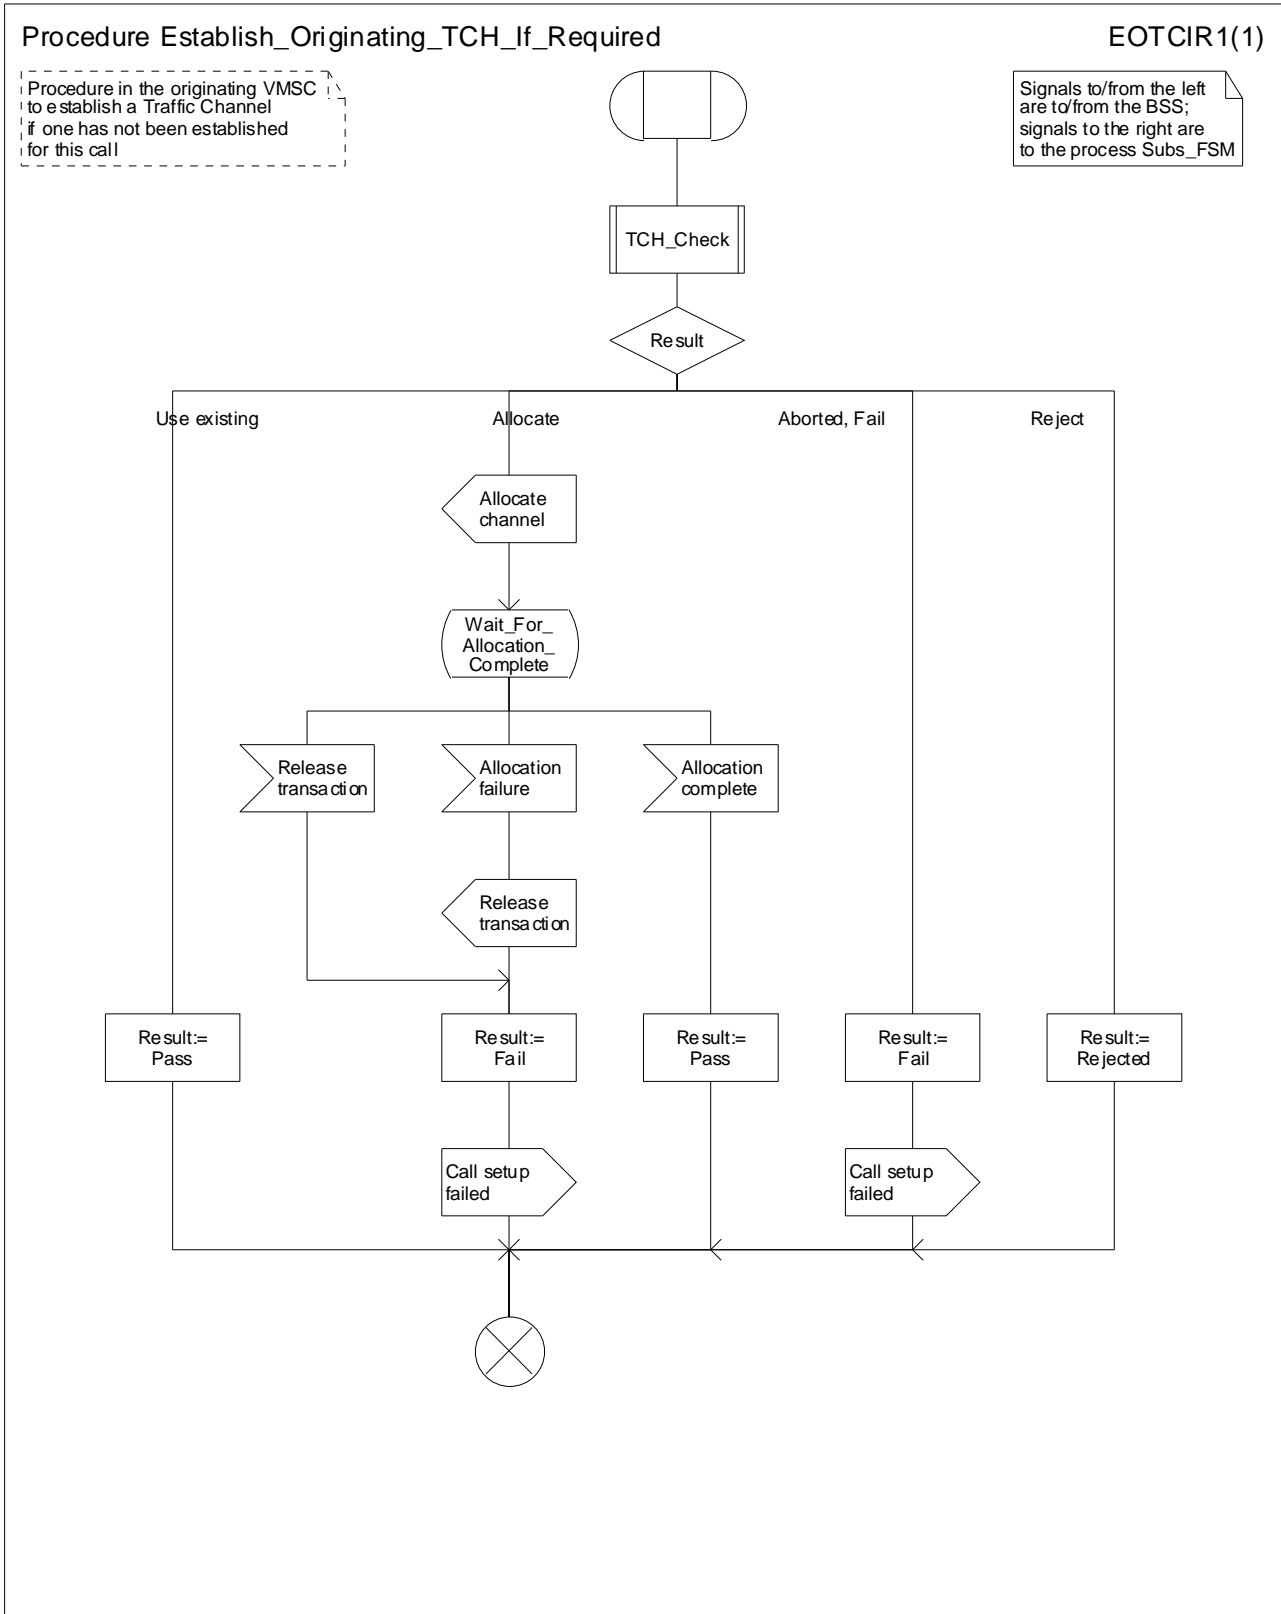 Procedure Establish_Originating_TCH_If_Required
EOTCIR1(1)
Procedure in the originating VMSC
to establish a Traffic Channel
if one has not been established
for this call
Signals to/from the left
are to/from the BSS;
signals to the right are
to the process Subs_FSM
TCH_Check
Result
Use existing
Allocate
Aborted, Fail
Reject
Allocate
channel
Wait_For_
Allocation_
Complete
Release
transaction
Allocation
failure
Allocation
complete
Release
transaction
Result:=
Pass
Result:=
Fail
Result:=
Pass
Result:=
Fail
Result:=
Rejected
Call setup
failed
Call setup
failed